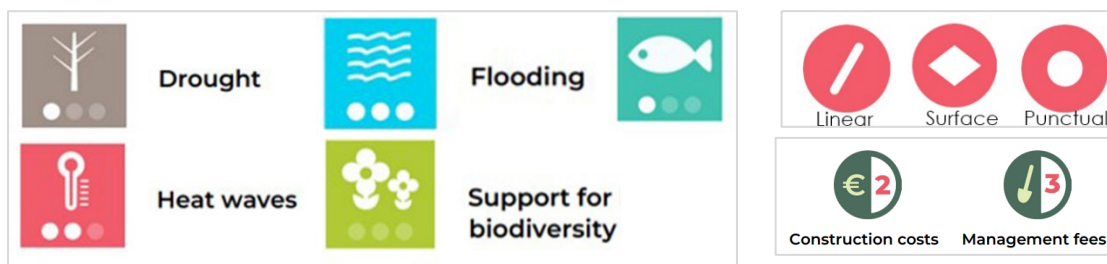 Drought
Flooding
Heat waves
Support for
biodiversity
Linear
Surface
Punctual
€ 2
3
Construction costs
Management fees